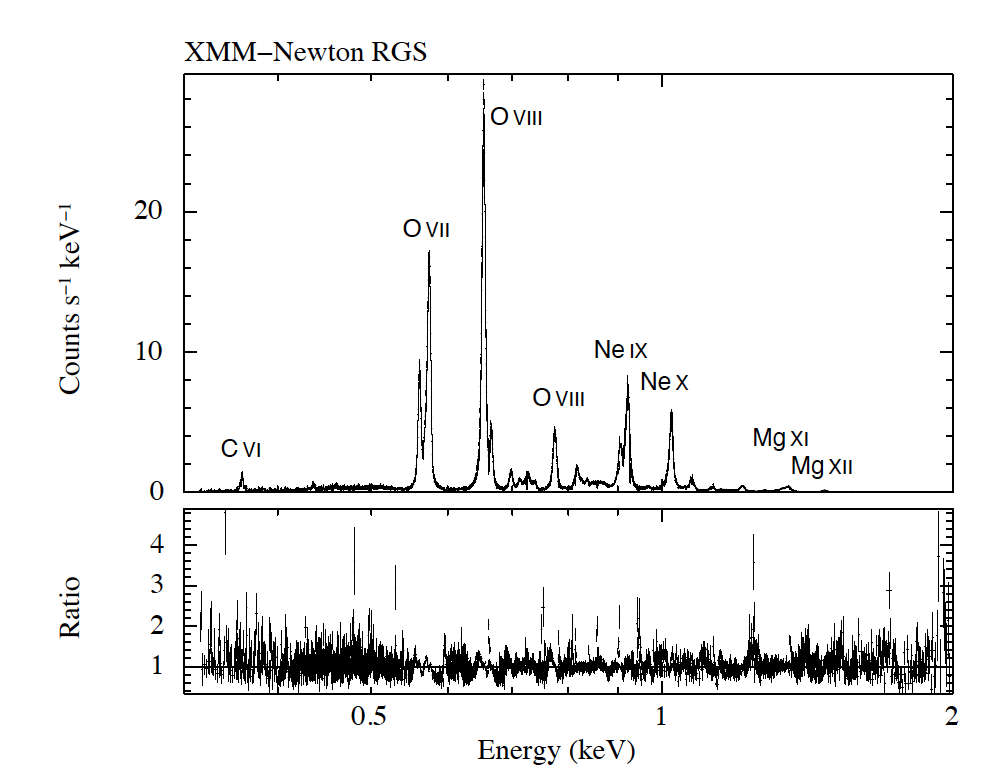 XMM−Newton RGS
O VIII
20
O VII
Counts s⁻¹ keV⁻¹
10
Ne IX
Ne X
O VIII
Mg XI
C VI
Mg XII
0
4
3
Ratio
2
1
0.5 1 2
Energy (keV)